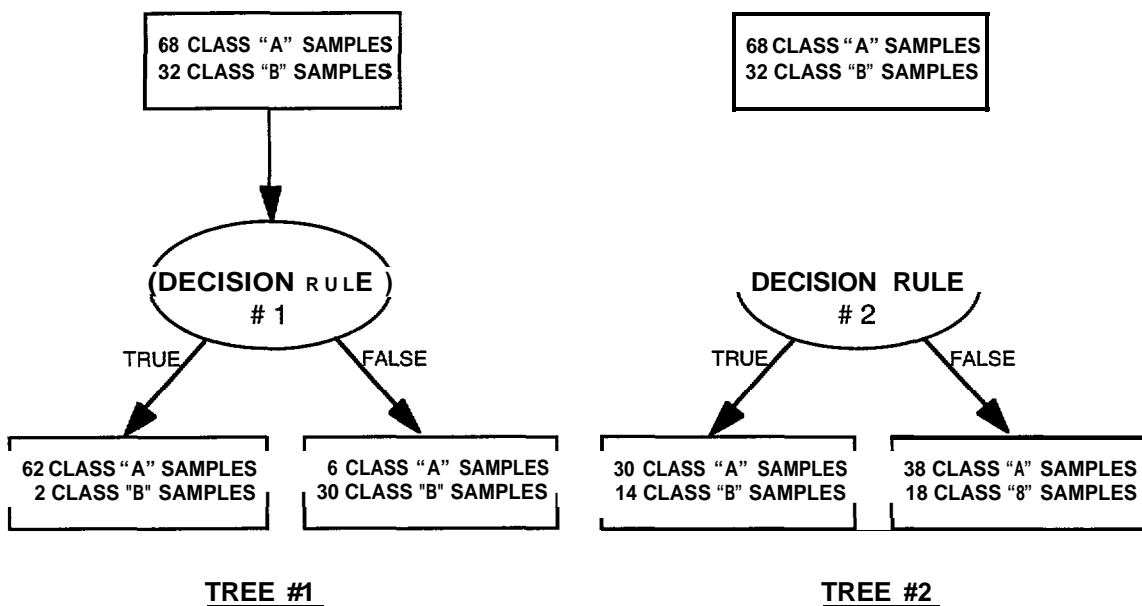 68 CLASS “A” SAMPLES
32 CLASS “B” SAMPLES
(DECISION RULE )
# 1
TRUE
FALSE
62 CLASS “A” SAMPLES
2 CLASS "B" SAMPLES
6 CLASS “A” SAMPLES
30 CLASS "B" SAMPLES
TREE #1
68 CLASS “A” SAMPLES
32 CLASS “B” SAMPLES
DECISION RULE
# 2
TRUE
FALSE
30 CLASS “A” SAMPLES
14 CLASS “B” SAMPLES
38 CLASS “A” SAMPLES
18 CLASS “8” SAMPLES
TREE #2